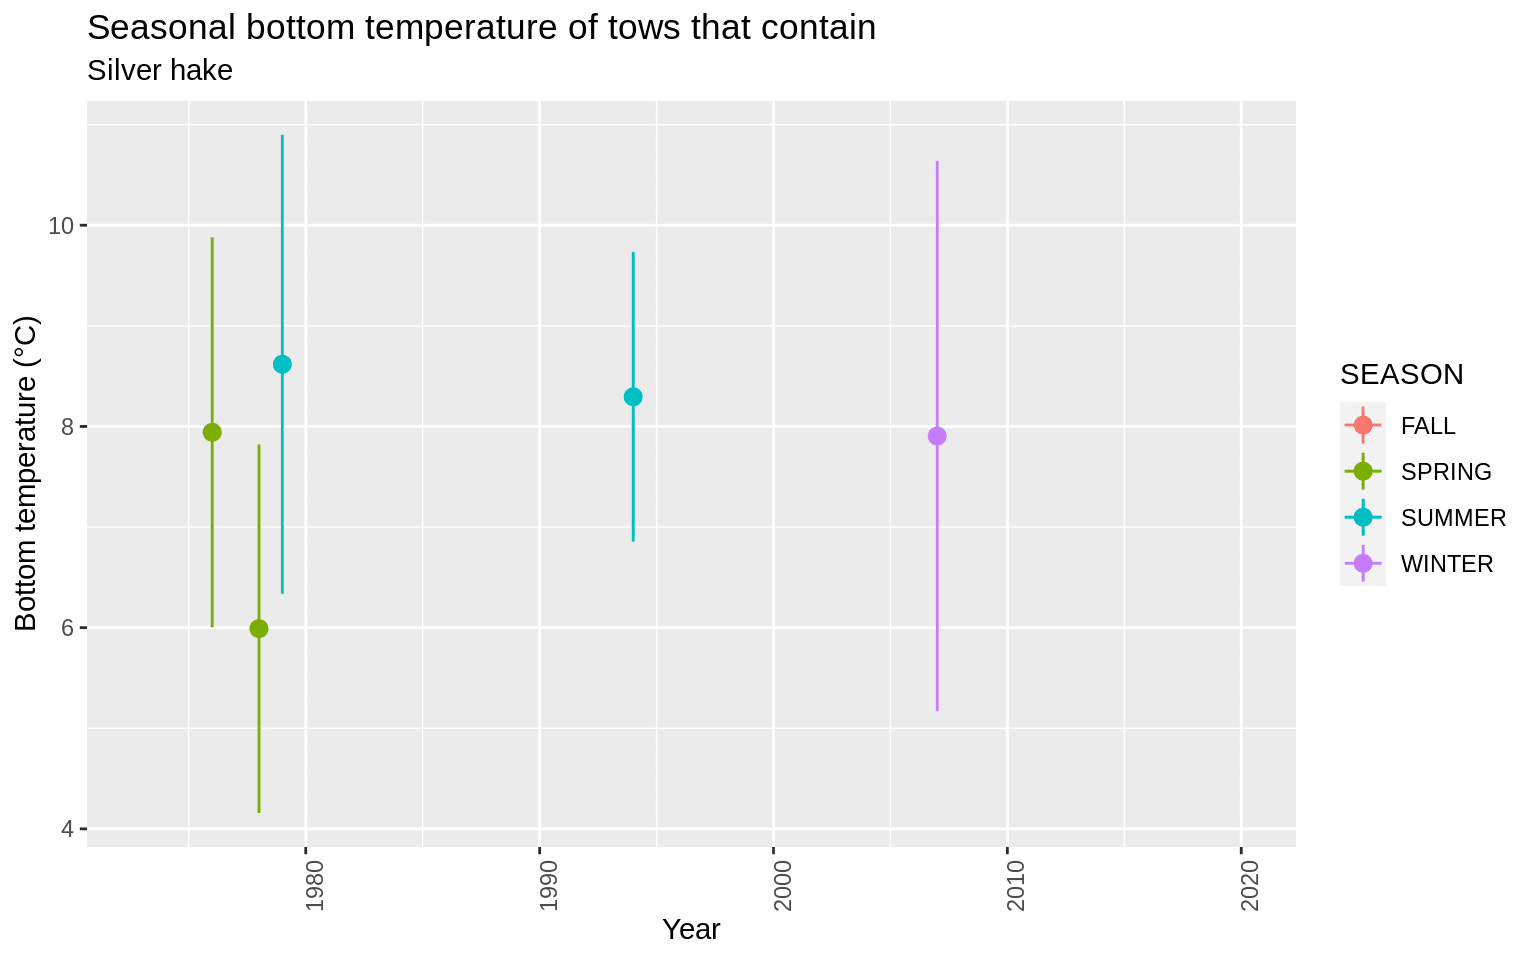 Seasonal bottom temperature of tows that contain
Silver hake
Bottom temperature (°C)
10
8
6
4
1980
1990
2000
2010
2020
Year
SEASON
FALL
SPRING
SUMMER
WINTER